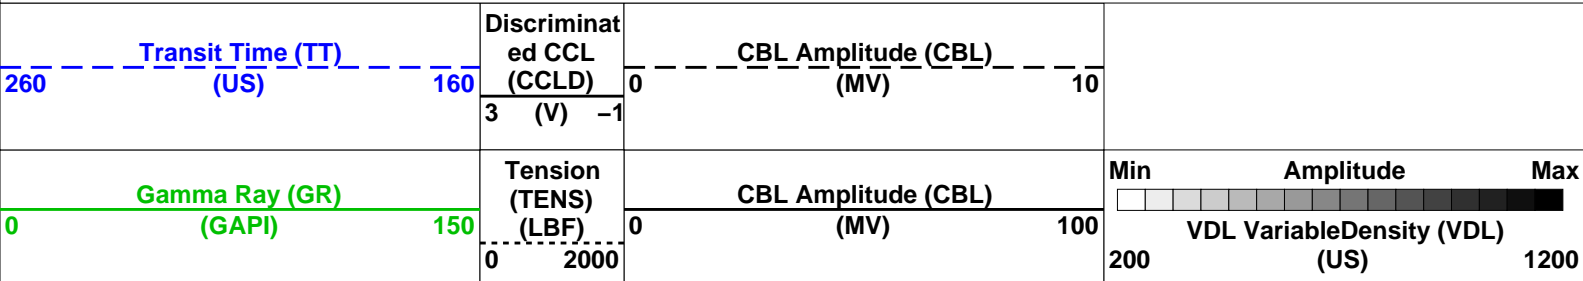 Transit Time (TT)
260 (US) 160
Discriminat
ed CCL
(CCLD)
3 (V) −1
CBL Amplitude (CBL)
0 (MV) 10
Gamma Ray (GR)
0 (GAPI) 150
Tension
(TENS)
(LBF)
0 2000
CBL Amplitude (CBL)
0 (MV) 100
Min Amplitude Max
VDL VariableDensity (VDL)
200 (US) 1200